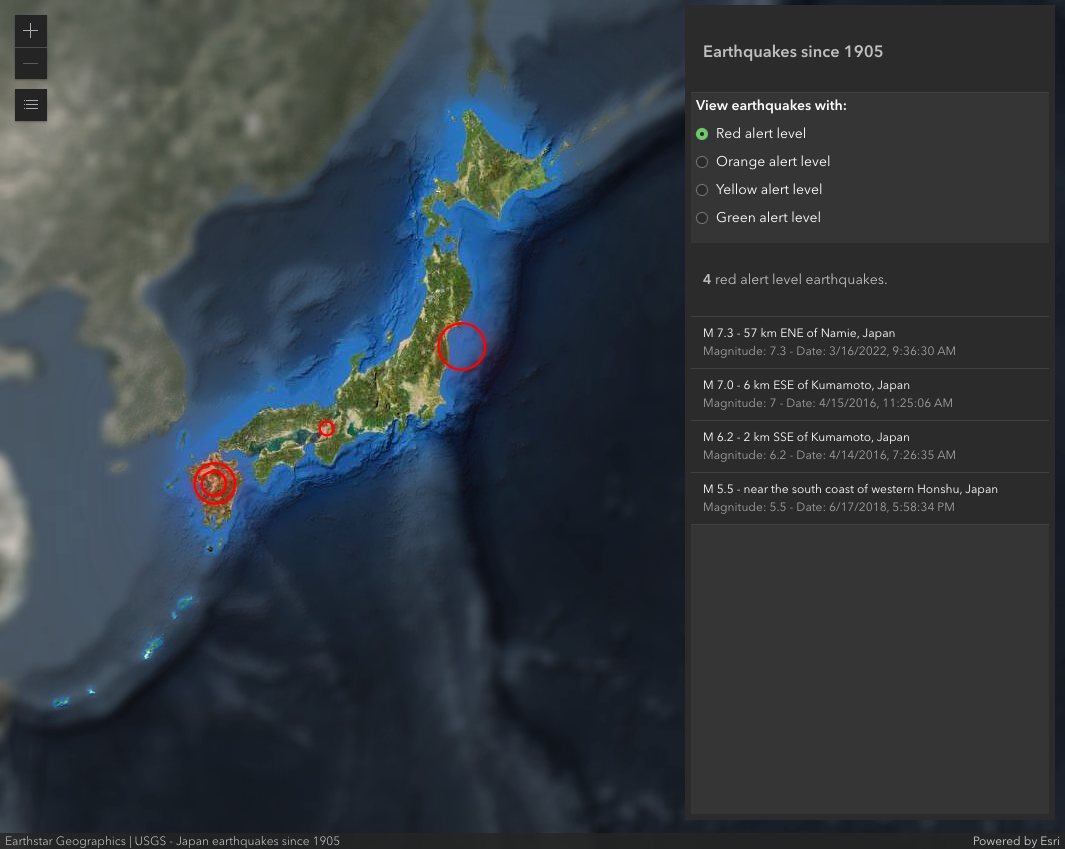 Earthquakes since 1905
View earthquakes with:
Red alert level
Orange alert level
Yellow alert level
Green alert level
4 red alert level earthquakes.
M 7.3 - 57 km ENE of Namie, Japan
Magnitude: 7.3 - Date: 3/16/2022, 9:36:30 AM
M 7.0 - 6 km ESE of Kumamoto, Japan
Magnitude: 7 - Date: 4/15/2016, 11:25:06 AM
M 6.2 - 2 km SSE of Kumamoto, Japan
Magnitude: 6.2 - Date: 4/14/2016, 7:26:35 AM
M 5.5 - near the south coast of western Honshu, Japan
Magnitude: 5.5 - Date: 6/17/2018, 5:58:34 PM
Earthstar Geographics | USGS - Japan earthquakes since 1905
Powered by Esri